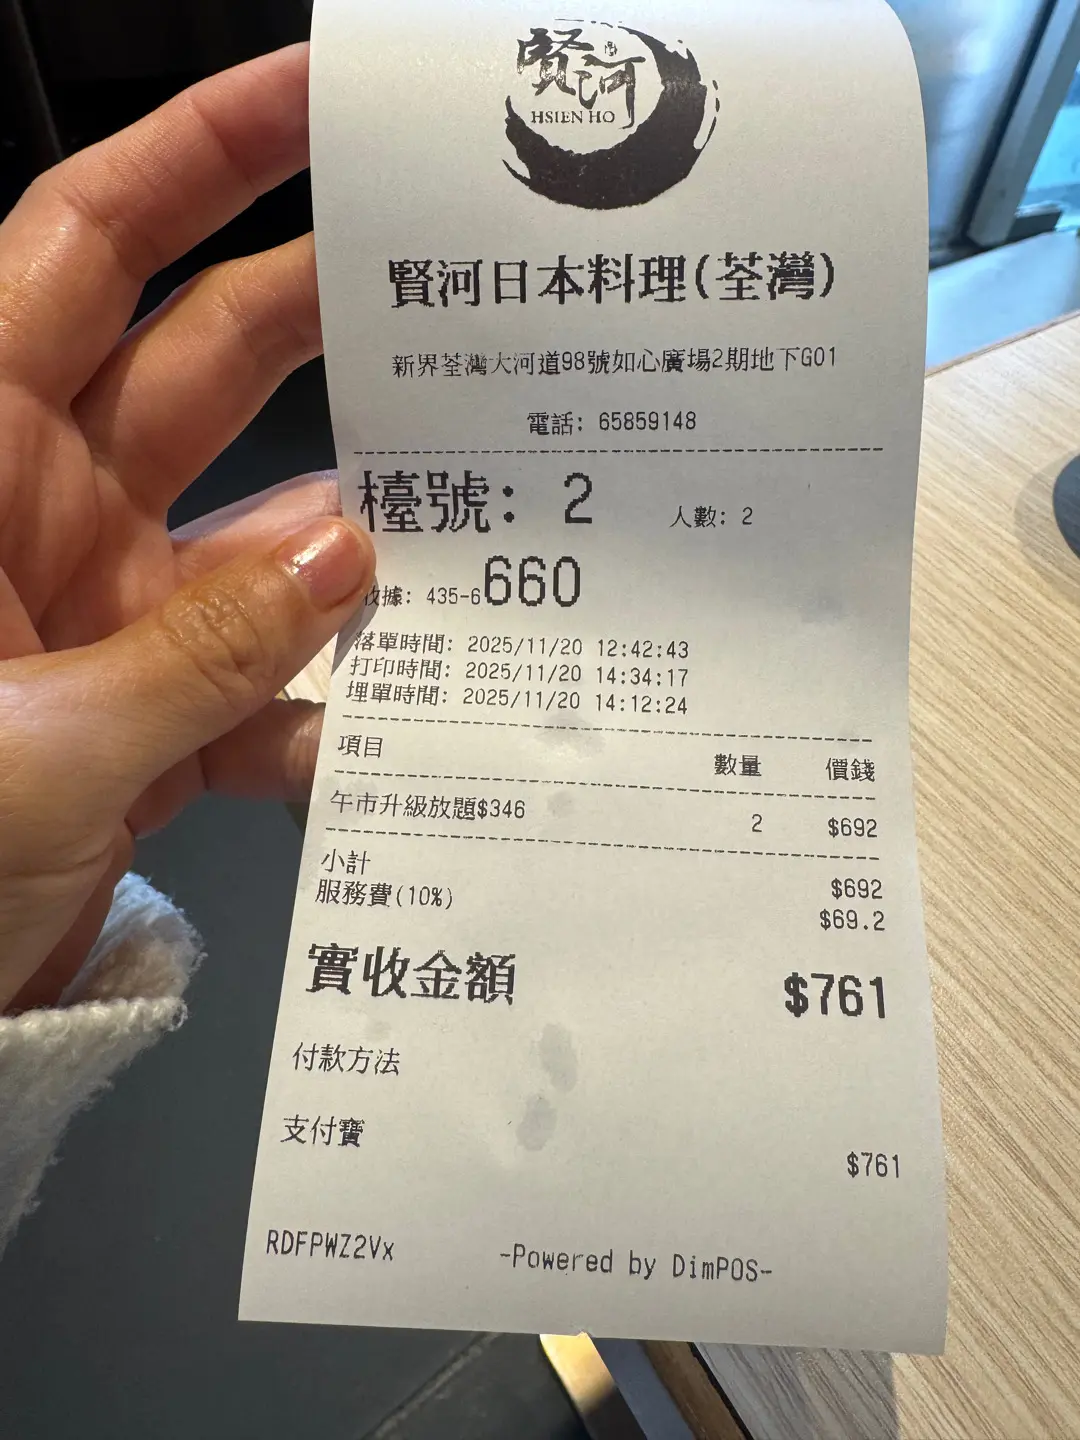 賢河
HSIEN HO
賢河日本料理(荃灣)
新界荃灣大河道98號如心廣場2期地下G01
電話: 65859148
檯號: 2 人數: 2
收據: 435-6660
落單時間: 2025/11/20 12:42:43
打印時間: 2025/11/20 14:34:17
埋單時間: 2025/11/20 14:12:24
項目 數量 價錢
午市升級放題$346 2 $692
小計 $692
服務費(10%) $69.2
實收金額 $761
付款方法
支付寶 $761
RDFPWZ2Vx -Powered by DimPOS-